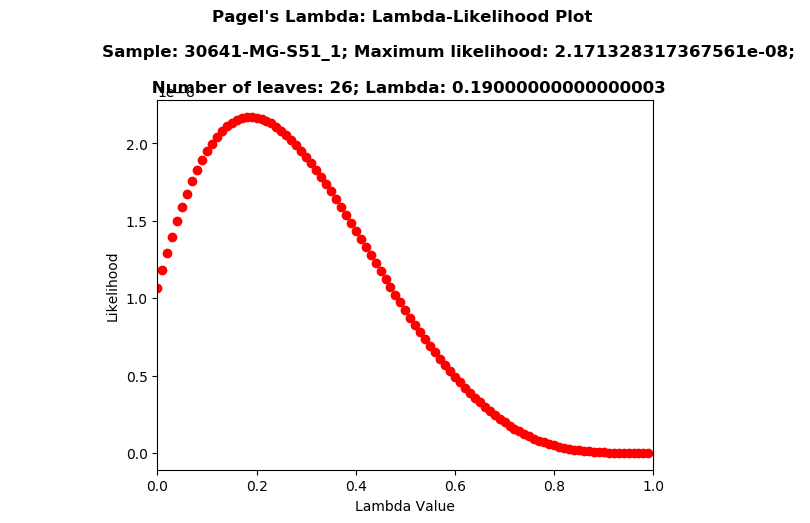 Pagel's Lambda: Lambda-Likelihood Plot
Sample: 30641-MG-S51_1; Maximum likelihood: 2.171328317367561e-08;
Number of leaves: 26; Lambda: 0.19000000000000003
1e−8
2.0
1.5
1.0
0.5
0.0
Likelihood
0.0 0.2 0.4 0.6 0.8 1.0
Lambda Value